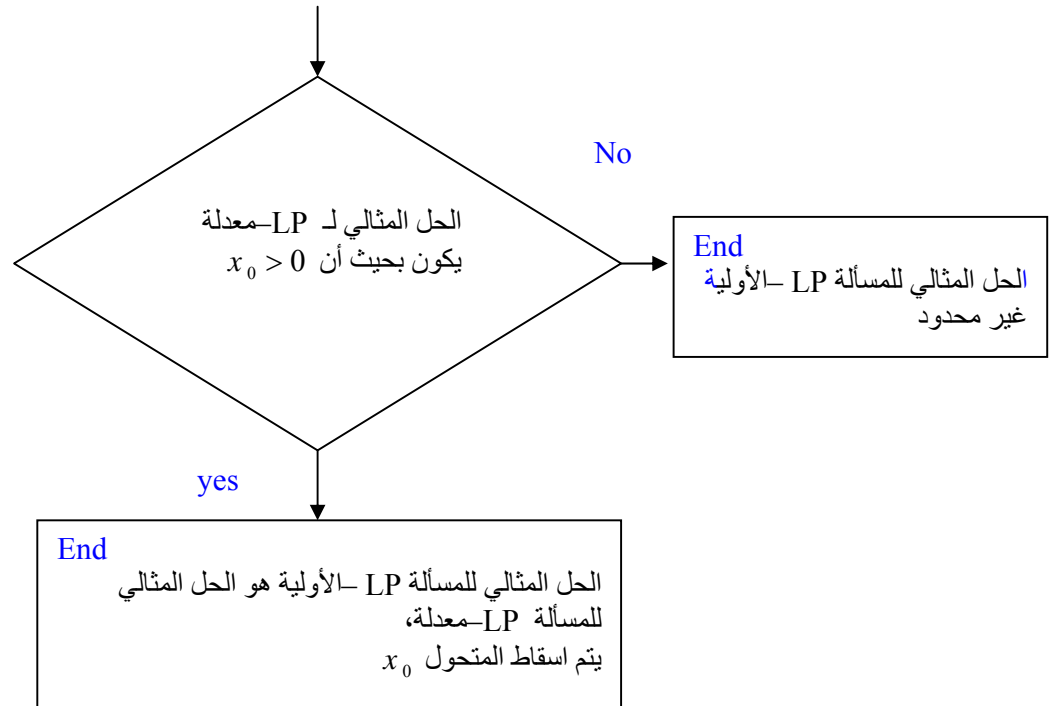 No
الحل المثالي لـ LP–معدلة
يكون بحيث أن x₀ > 0
End
الحل المثالي للمسألة LP –الأولية
غير محدود
yes
End
الحل المثالي للمسألة LP –الأولية هو الحل المثالي
للمسألة LP–معدلة،
يتم اسقاط المتحول x₀